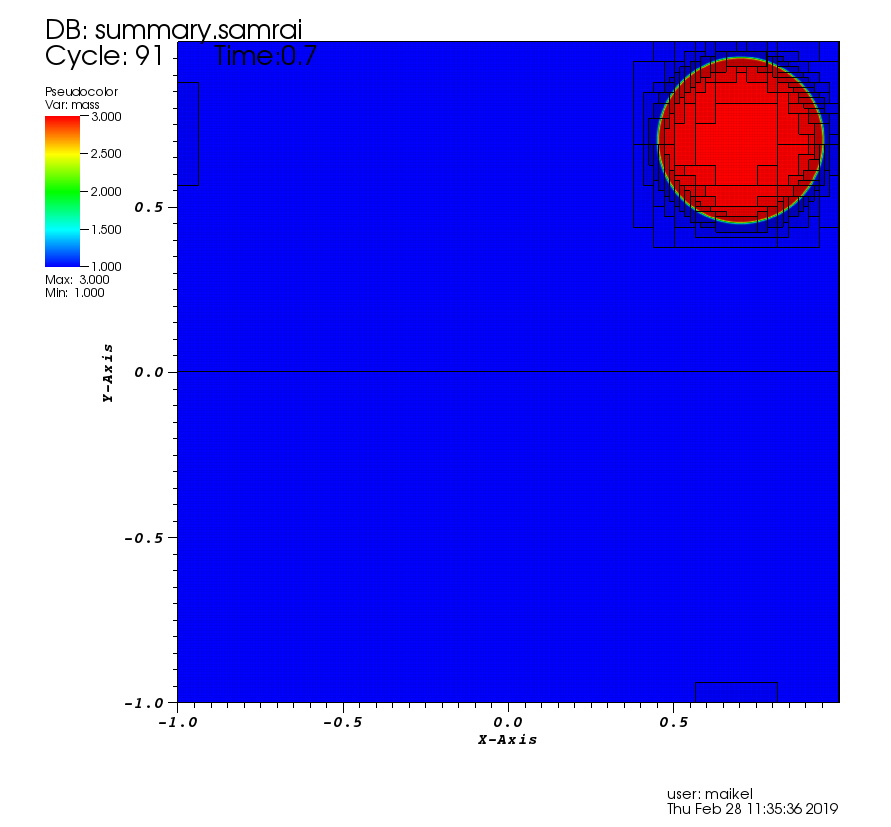 DB: summary.samrai
Cycle: 91 Time:0.7
Pseudocolor
Var: mass
3.000
2.500
2.000
1.500
1.000
Max: 3.000
Min: 1.000
0.5
0.0
-0.5
-1.0
Y-Axis
-1.0 -0.5 0.0 0.5
X-Axis
user: maikel
Thu Feb 28 11:35:36 2019